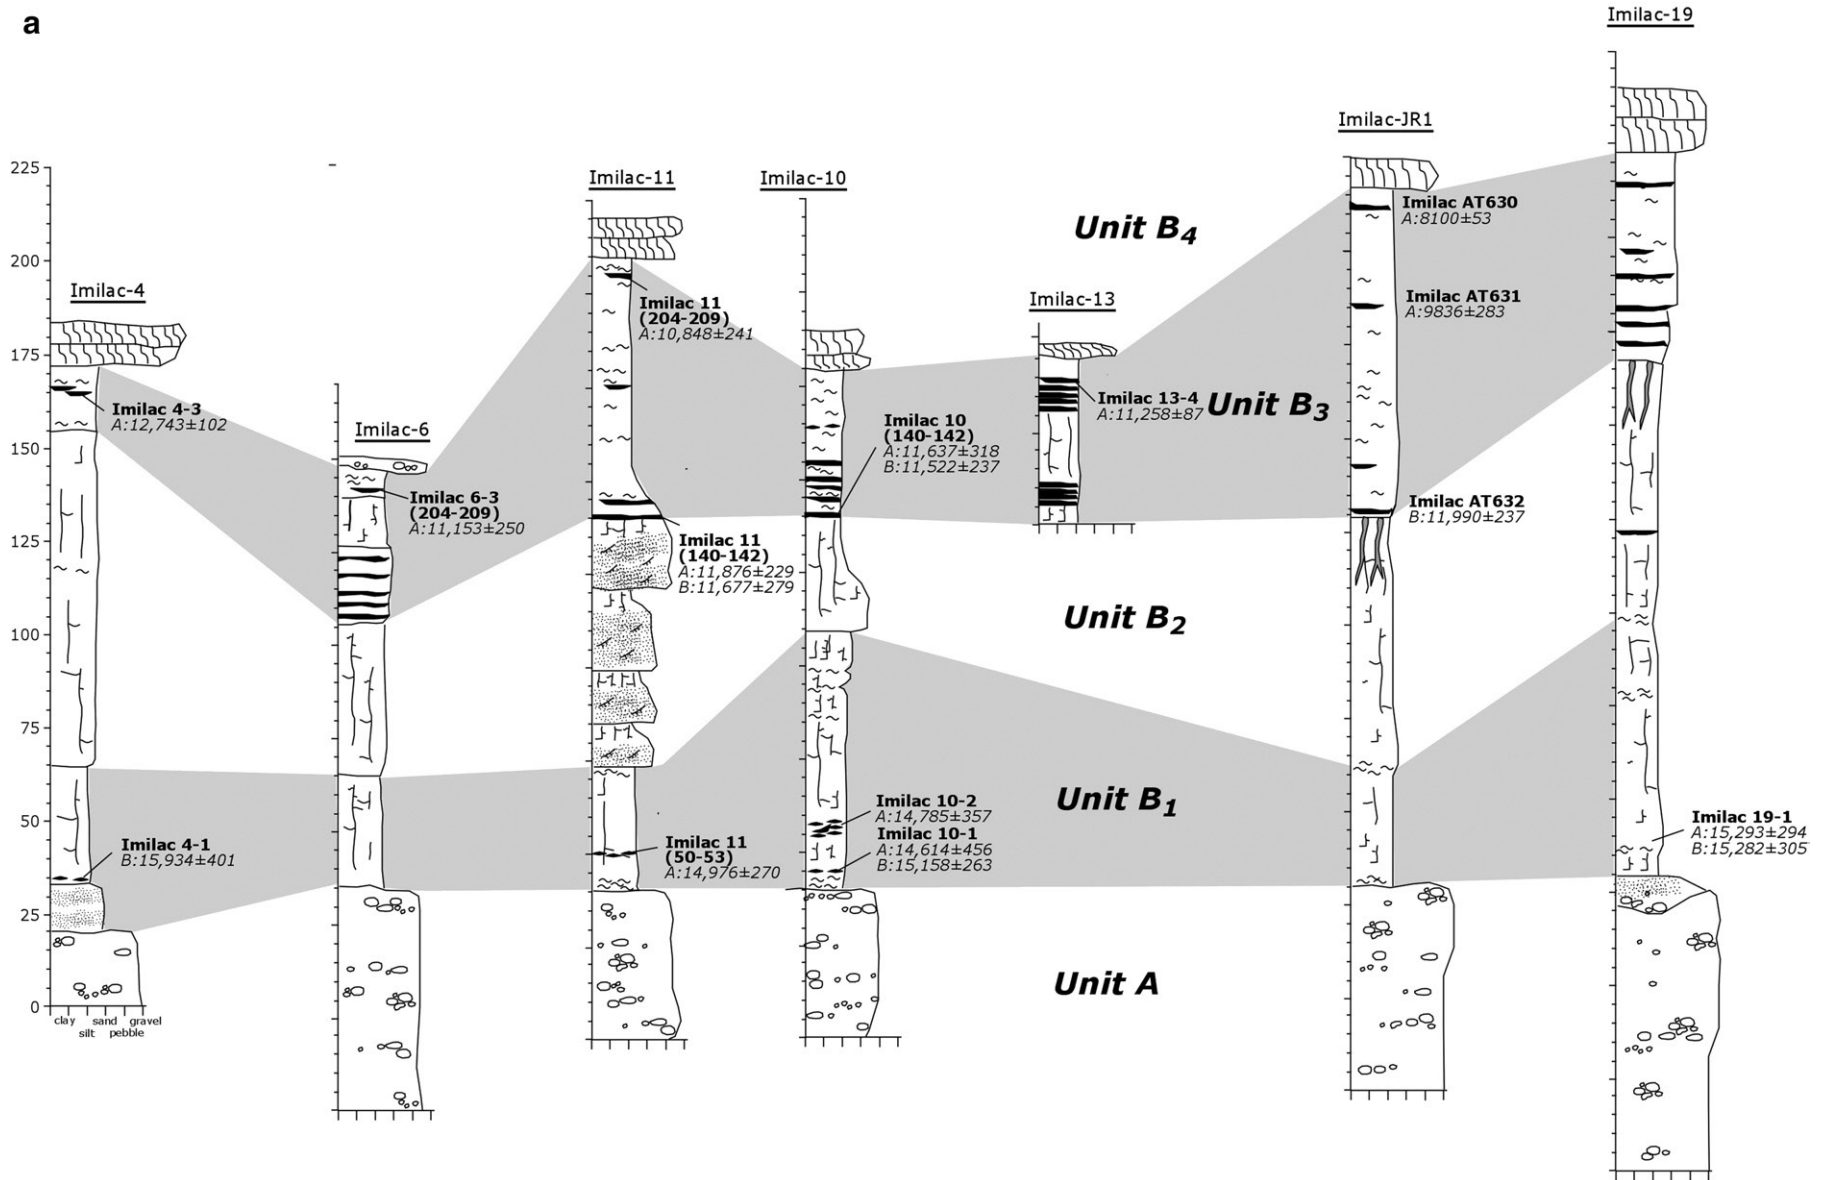 a
Imilac-19
Imilac-JR1
Imilac-11
Imilac-10
Imilac-4
Imilac-13
Imilac-6
225
200
175
150
125
100
75
50
25
0
clay
sand
gravel
silt
pebble
Imilac 4-3
A:12,743±102
Imilac 4-1
B:15,934±401
Imilac 6-3
(204-209)
A:11,153±250
Imilac 11
(204-209)
A:10,848±241
Imilac 11
(140-142)
A:11,876±229
B:11,677±279
Imilac 11
(50-53)
A:14,976±270
Imilac 10
(140-142)
A:11,637±318
B:11,522±237
Imilac 10-2
A:14,785±357
Imilac 10-1
A:14,614±456
B:15,158±263
Imilac 13-4
A:11,258±87
Unit B4
Unit B3
Unit B2
Unit B1
Unit A
Imilac AT630
A:8100±53
Imilac AT631
A:9836±283
Imilac AT632
B:11,990±237
Imilac 19-1
A:15,293±294
B:15,282±305